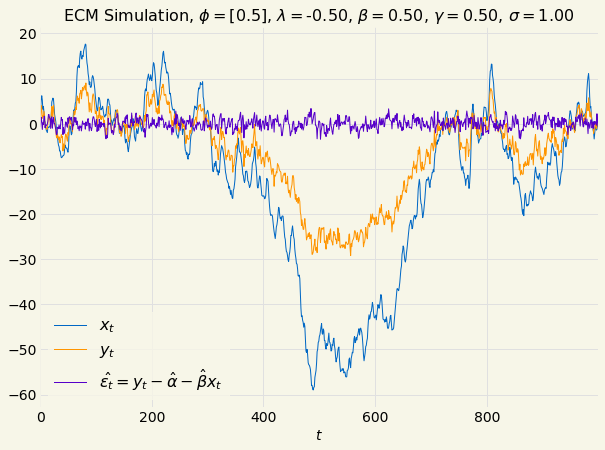 ECM Simulation, ϕ = [0.5], λ = -0.50, β = 0.50, γ = 0.50, σ = 1.00
20
10
0
−10
−20
−30
−40
−50
−60
x_t
y_t
ε̂_t = y_t − α̂ − β̂x_t
0 200 400 600 800
t